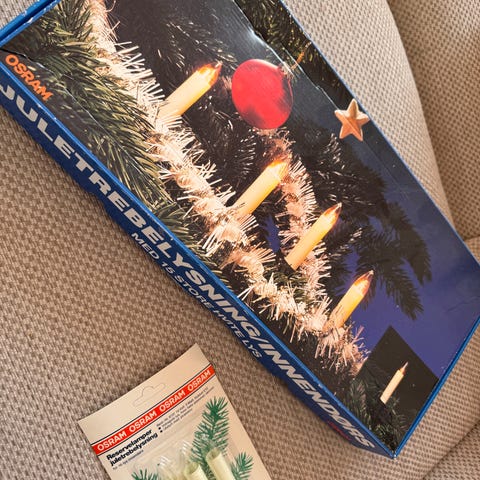 OSRAM
JULETREBELYSNING/INNENDØRS
MED 15 STORE HVITE LYS
OSRAM OSRAM OSRAM OSRAM
Reservelamper
juletrebelysning